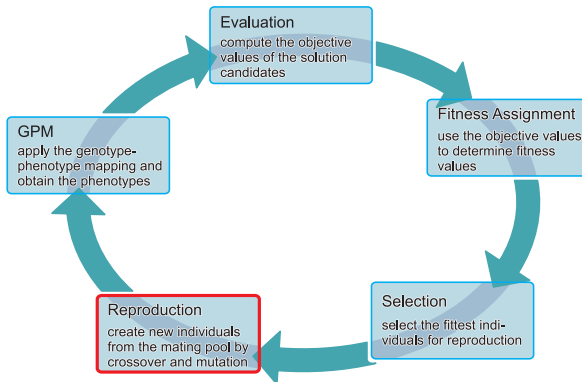 Evaluation
compute the objective
values of the solution
candidates
Fitness Assignment
use the objective values
to determine fitness
values
GPM
apply the genotype-
phenotype mapping and
obtain the phenotypes
Selection
select the fittest indi-
viduals for reproduction
Reproduction
create new individuals
from the mating pool by
crossover and mutation